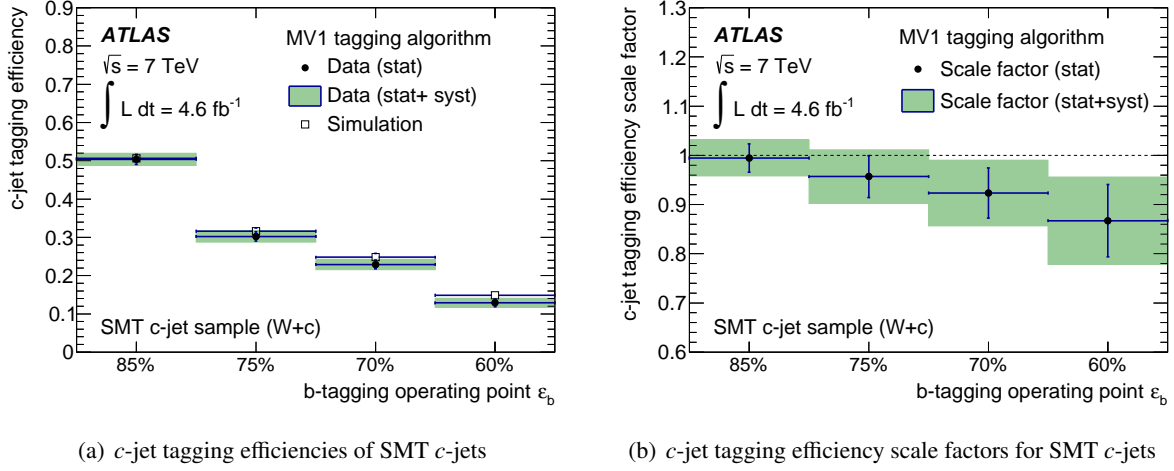 c-jet tagging efficiency
0.9
0.8
0.7
0.6
0.5
0.4
0.3
0.2
0.1
0
ATLAS
√s = 7 TeV
∫ L dt = 4.6 fb⁻¹
MV1 tagging algorithm
Data (stat)
Data (stat+ syst)
Simulation
SMT c-jet sample (W+c)
85% 75% 70% 60%
b-tagging operating point ε_b
(a) c-jet tagging efficiencies of SMT c-jets
c-jet tagging efficiency scale factor
1.3
1.2
1.1
1
0.9
0.8
0.7
0.6
ATLAS
√s = 7 TeV
∫ L dt = 4.6 fb⁻¹
MV1 tagging algorithm
Scale factor (stat)
Scale factor (stat+syst)
SMT c-jet sample (W+c)
85% 75% 70% 60%
b-tagging operating point ε_b
(b) c-jet tagging efficiency scale factors for SMT c-jets